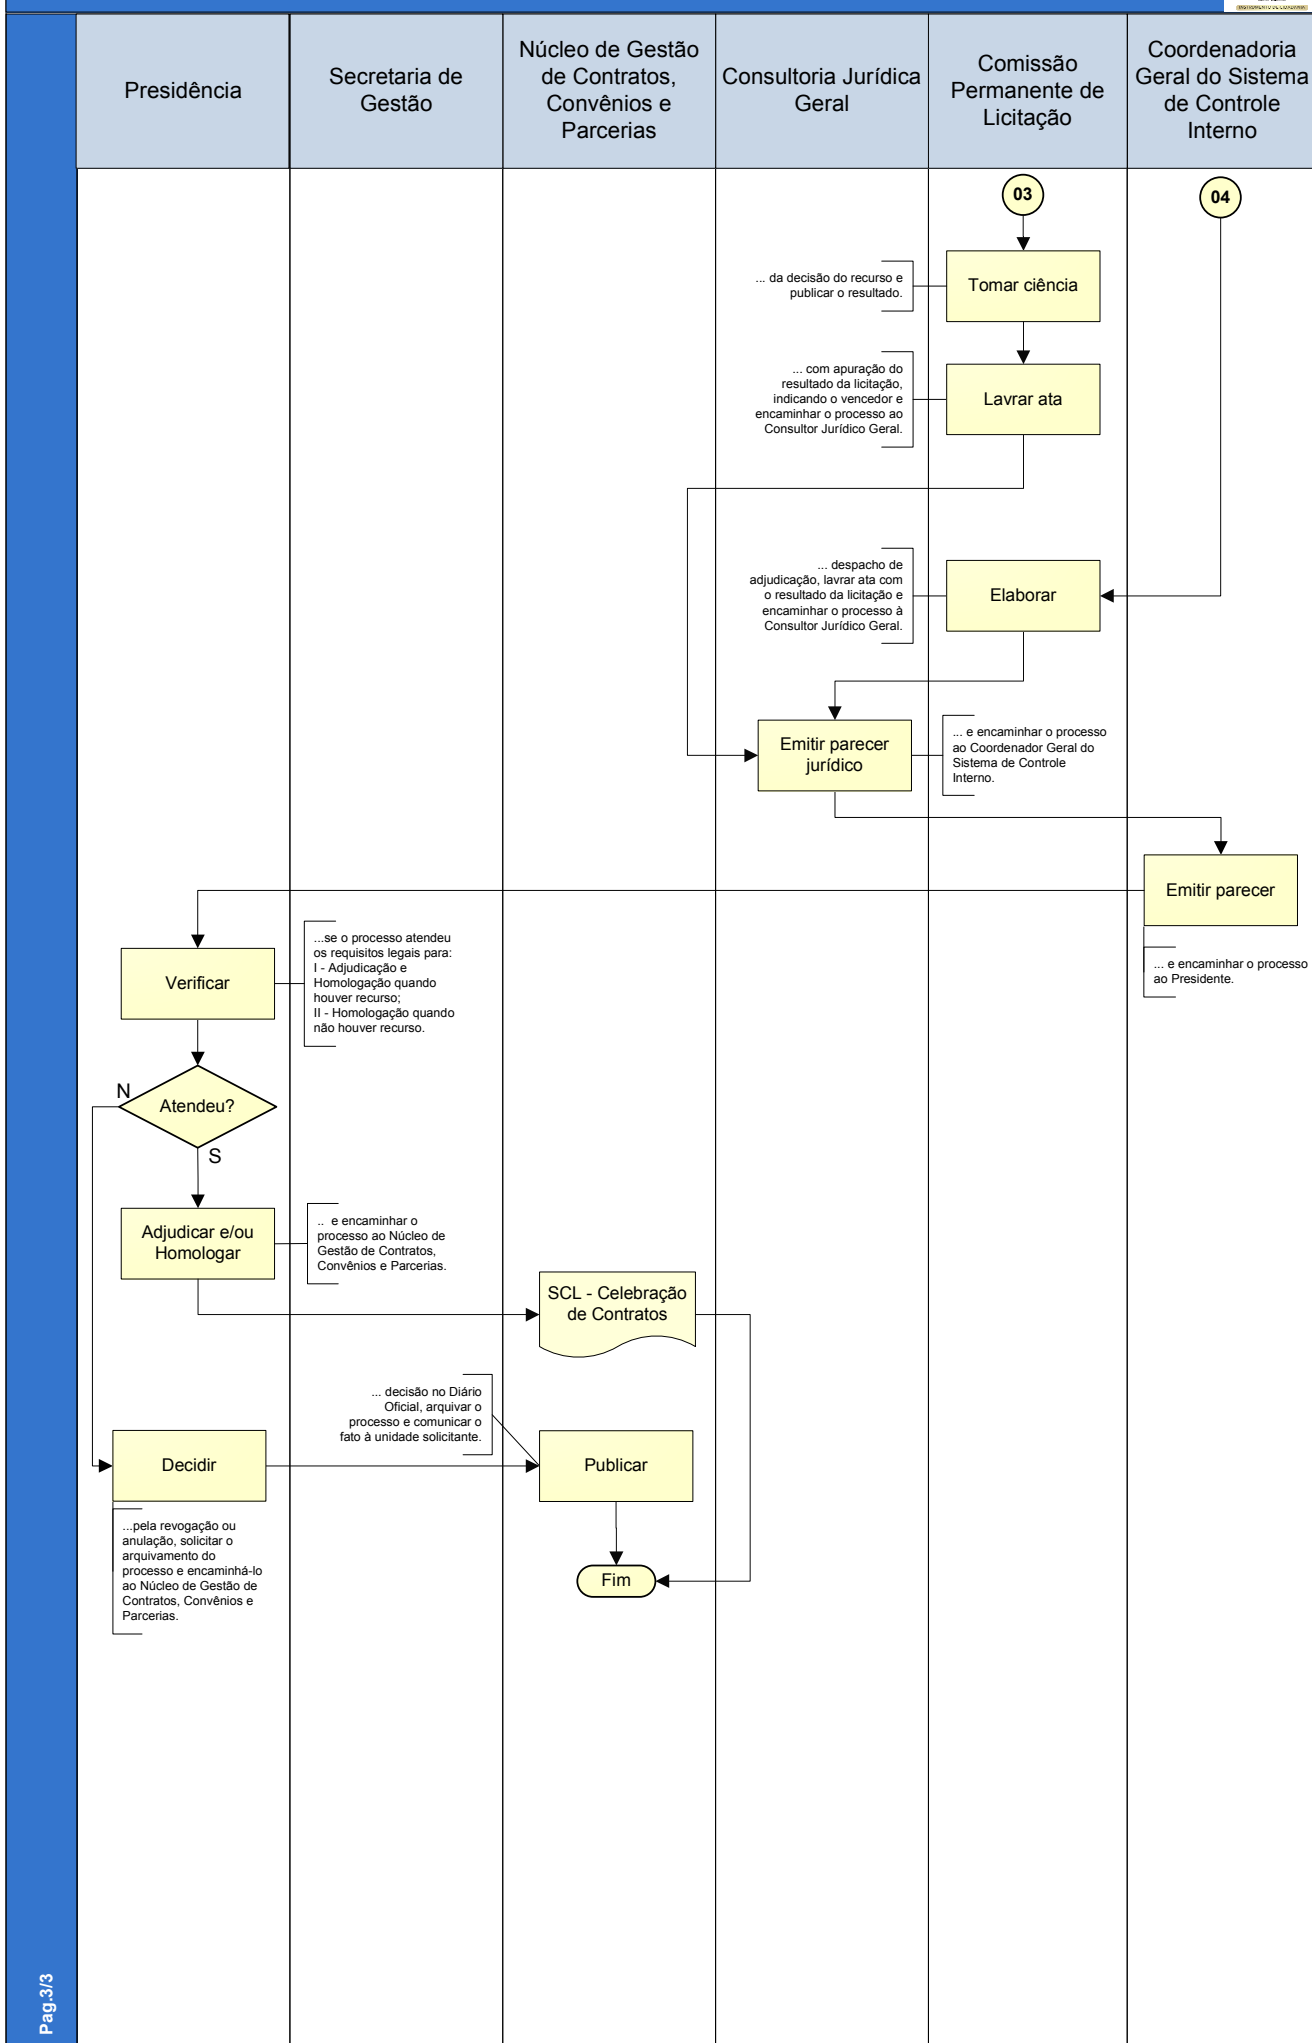 INSTRUMENTO DE CIDADANIA
Presidência
Secretaria de
Gestão
Núcleo de Gestão
de Contratos,
Convênios e
Parcerias
Consultoria Jurídica
Geral
Comissão
Permanente de
Licitação
Coordenadoria
Geral do Sistema
de Controle
Interno
03
04
... da decisão do recurso e
publicar o resultado.
Tomar ciência
... com apuração do
resultado da licitação,
indicando o vencedor e
encaminhar o processo ao
Consultor Jurídico Geral.
Lavrar ata
... despacho de
adjudicação, lavrar ata com
o resultado da licitação e
encaminhar o processo à
Consultor Jurídico Geral.
Elaborar
Emitir parecer
jurídico
... e encaminhar o processo
ao Coordenador Geral do
Sistema de Controle
Interno.
Emitir parecer
... e encaminhar o processo
ao Presidente.
Verificar
...se o processo atendeu
os requisitos legais para:
I - Adjudicação e
Homologação quando
houver recurso;
II - Homologação quando
não houver recurso.
N
Atendeu?
S
Adjudicar e/ou
Homologar
.. e encaminhar o
processo ao Núcleo de
Gestão de Contratos,
Convênios e Parcerias.
SCL - Celebração
de Contratos
... decisão no Diário
Oficial, arquivar o
processo e comunicar o
fato à unidade solicitante.
Decidir
Publicar
...pela revogação ou
anulação, solicitar o
arquivamento do
processo e encaminhá-lo
ao Núcleo de Gestão de
Contratos, Convênios e
Parcerias.
Fim
Pag.3/3